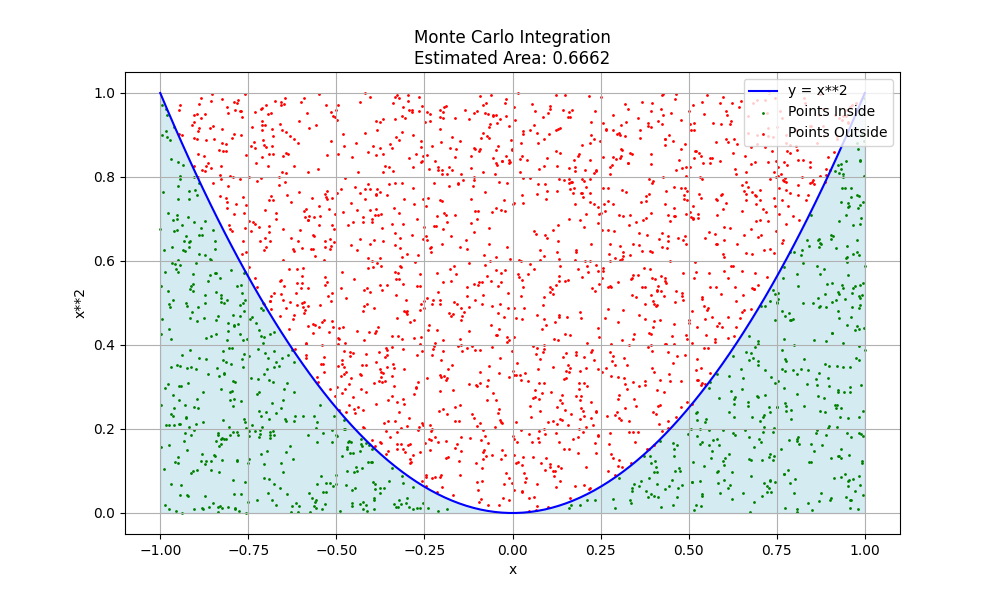 Monte Carlo Integration
Estimated Area: 0.6662
y = x**2
Points Inside
Points Outside
1.0
0.8
0.6
0.4
0.2
0.0
x**2
−1.00 −0.75 −0.50 −0.25 0.00 0.25 0.50 0.75 1.00
x